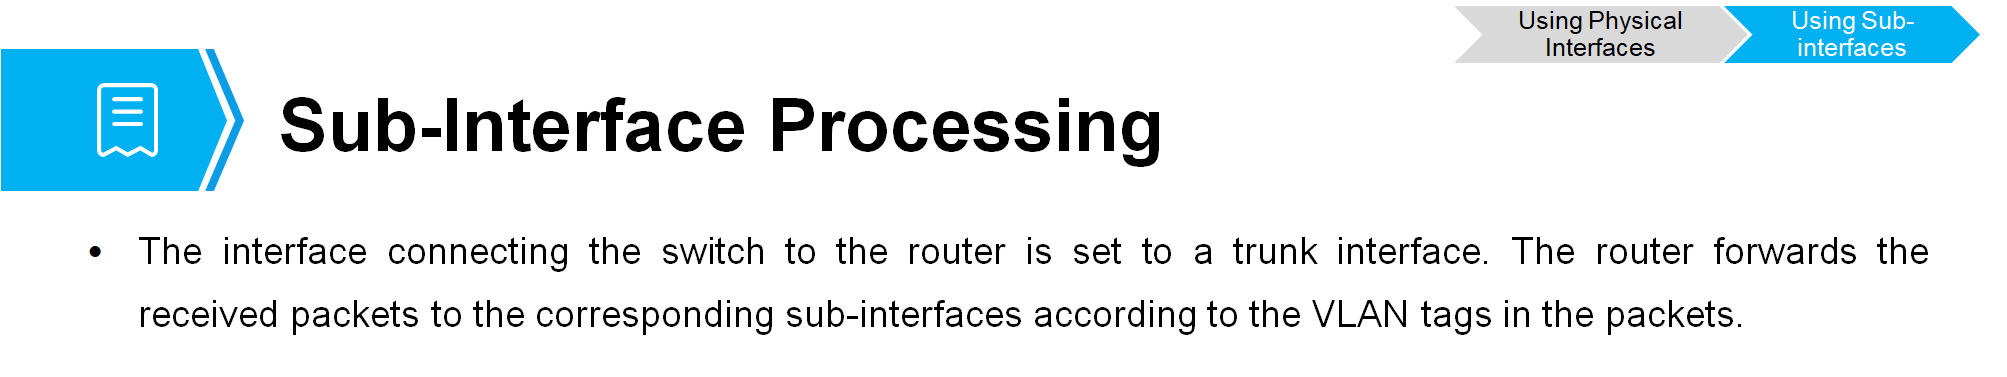 Using Physical
Interfaces
Using Sub-
interfaces
Sub-Interface Processing
• The interface connecting the switch to the router is set to a trunk interface. The router forwards the
received packets to the corresponding sub-interfaces according to the VLAN tags in the packets.